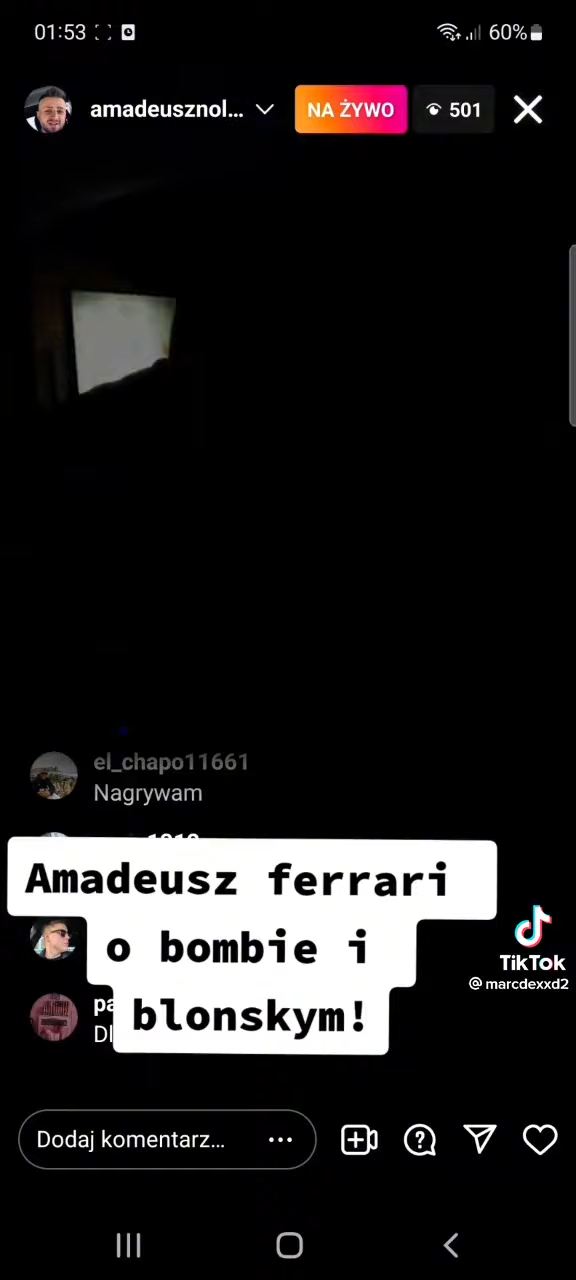 01:53
60%
amadeusznol...
NA ŻYWO
501
el_chapo11661
Nagrywam
Amadeusz ferrari
o bombie i
blonskym!
TikTok
@marcdexxd2
Dodaj komentarz...